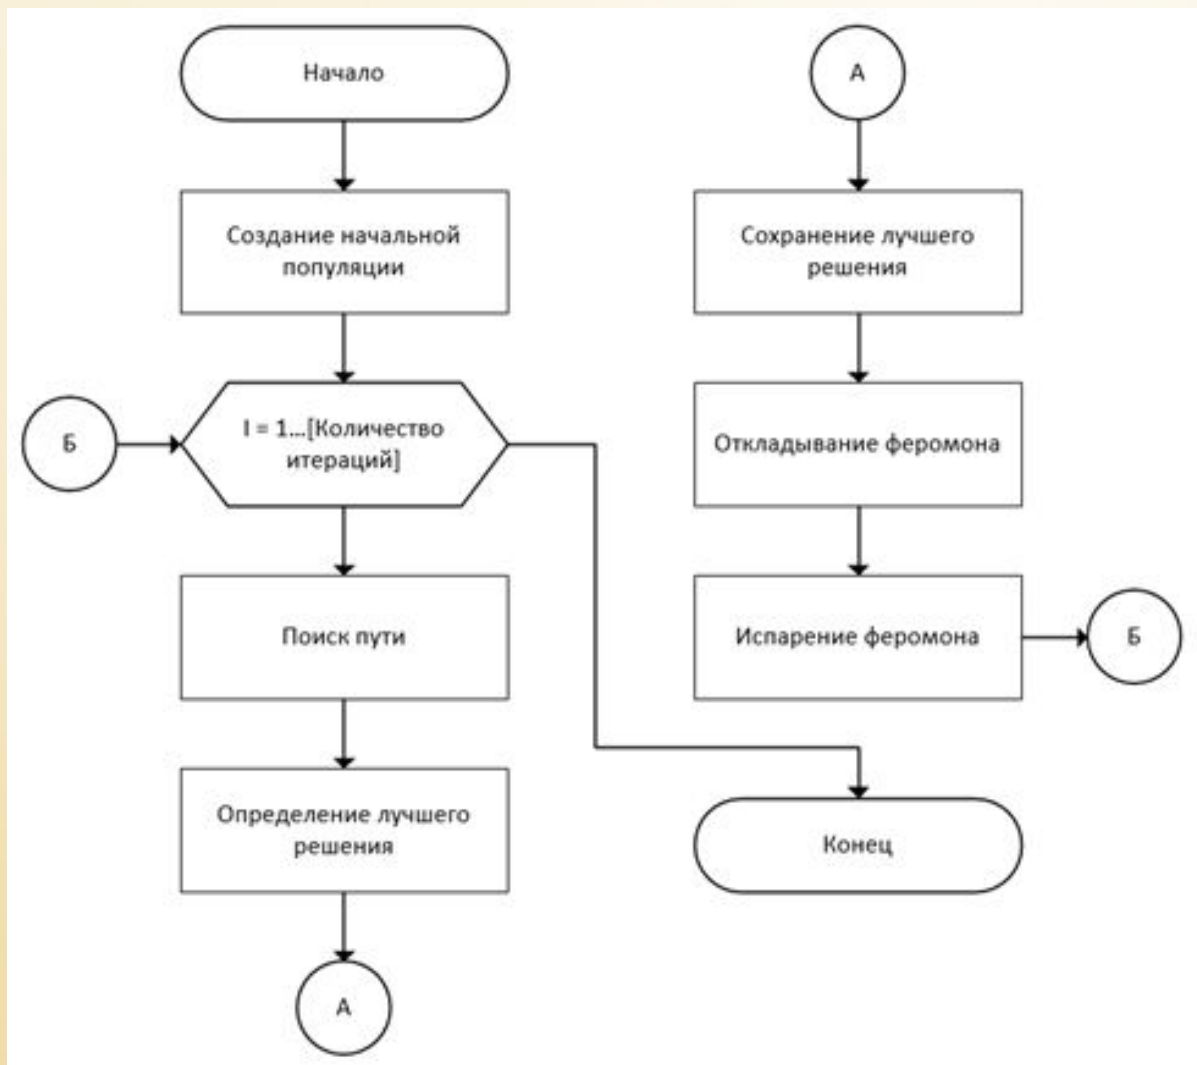 Начало
Создание начальной
популяции
Б
I = 1...[Количество
итераций]
Поиск пути
Определение лучшего
решения
А
А
Сохранение лучшего
решения
Откладывание феромона
Испарение феромона
Б
Конец